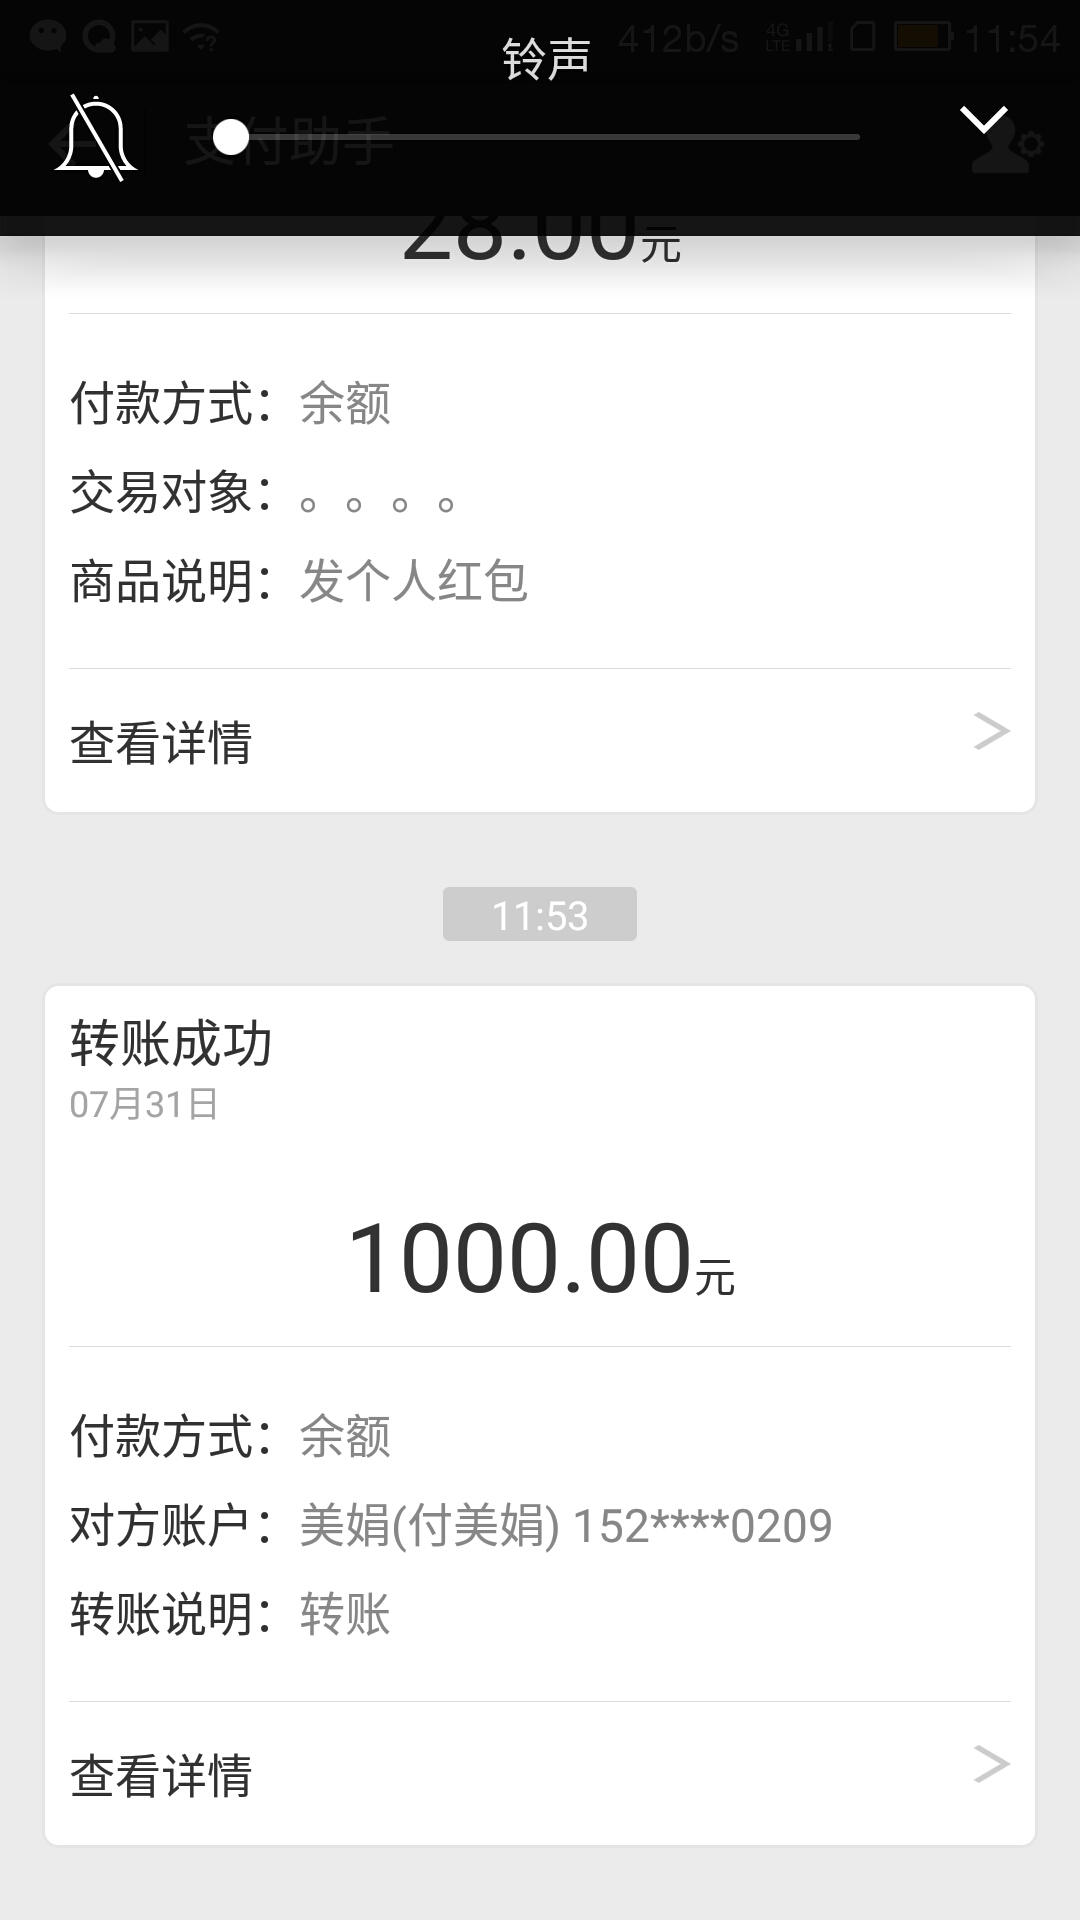 412b/s 4G LTE 11:54
铃声
支付助手
28.00元
付款方式：余额
交易对象：。。。。
商品说明：发个人红包
查看详情
11:53
转账成功
07月31日
1000.00元
付款方式：余额
对方账户：美娟(付美娟) 152****0209
转账说明：转账
查看详情